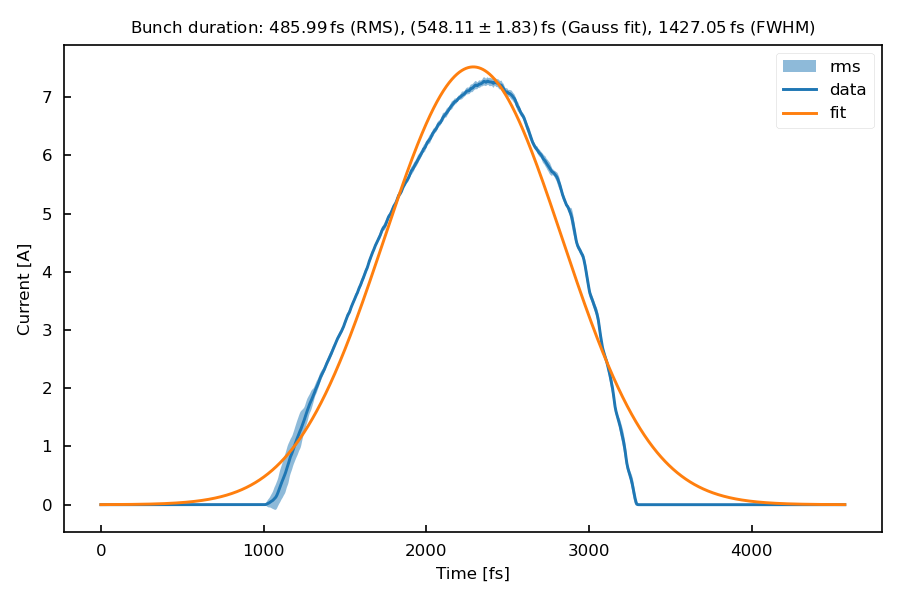 Bunch duration: 485.99 fs (RMS), (548.11 ± 1.83) fs (Gauss fit), 1427.05 fs (FWHM)
rms
data
fit
7
6
5
4
3
2
1
0
Current [A]
0 1000 2000 3000 4000
Time [fs]